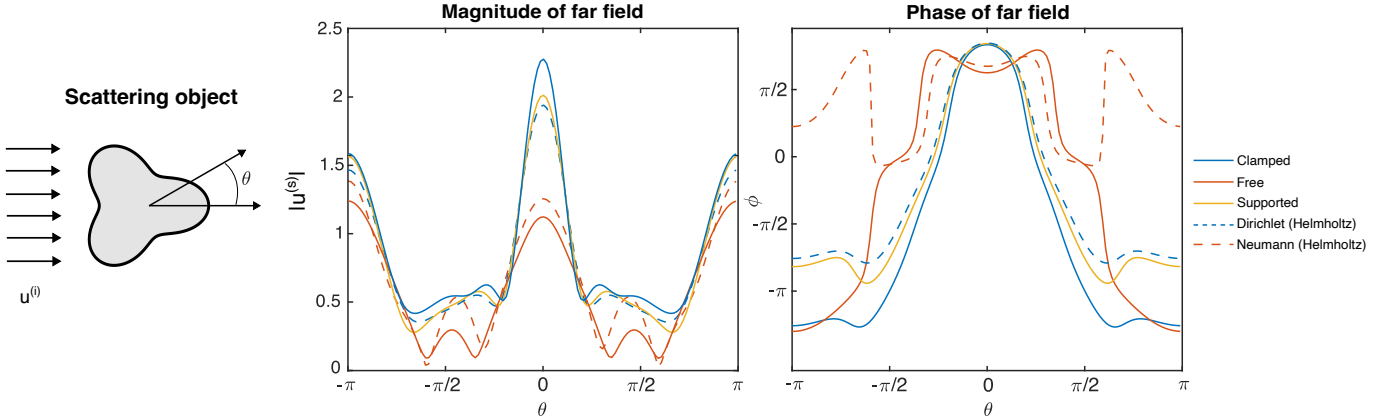 Scattering object
θ
u(i)
Magnitude of far field
|u(s)|
2.5
2
1.5
1
0.5
0
-π
-π/2
0
π/2
π
θ
Phase of far field
ϕ
π/2
0
-π/2
-π
-π
-π/2
0
π/2
π
θ
Clamped
Free
Supported
Dirichlet (Helmholtz)
Neumann (Helmholtz)